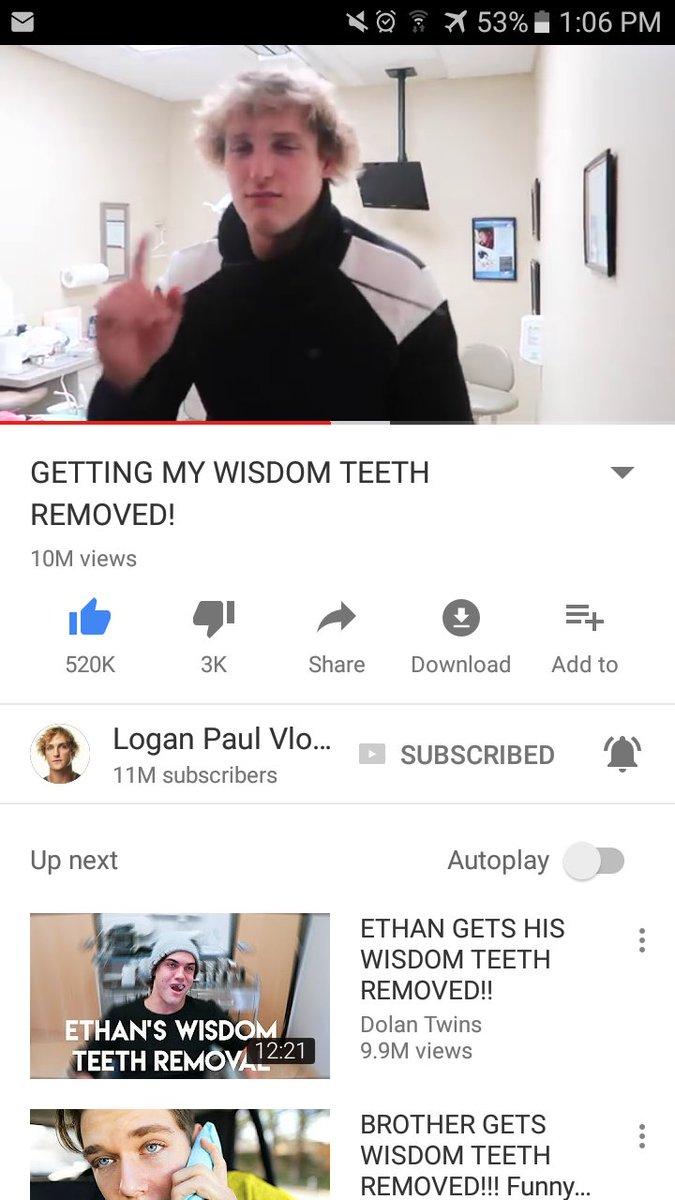 53% 1:06 PM
GETTING MY WISDOM TEETH
REMOVED!
10M views
520K 3K Share Download Add to
Logan Paul Vlo... SUBSCRIBED
11M subscribers
Up next Autoplay
ETHAN'S WISDOM
TEETH REMOVAL
12:21
ETHAN GETS HIS
WISDOM TEETH
REMOVED!!
Dolan Twins
9.9M views
BROTHER GETS
WISDOM TEETH
REMOVED!!! Funny...